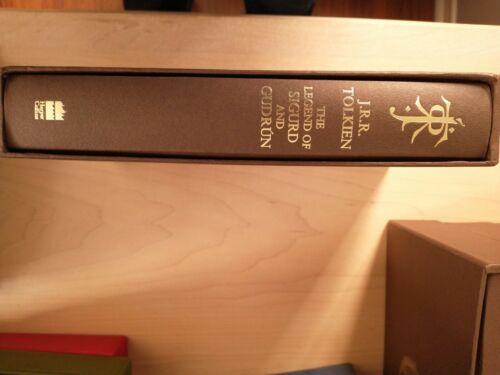 J.R.R.
TOLKIEN
THE
LEGEND OF
SIGURD
AND
GUDRÚN